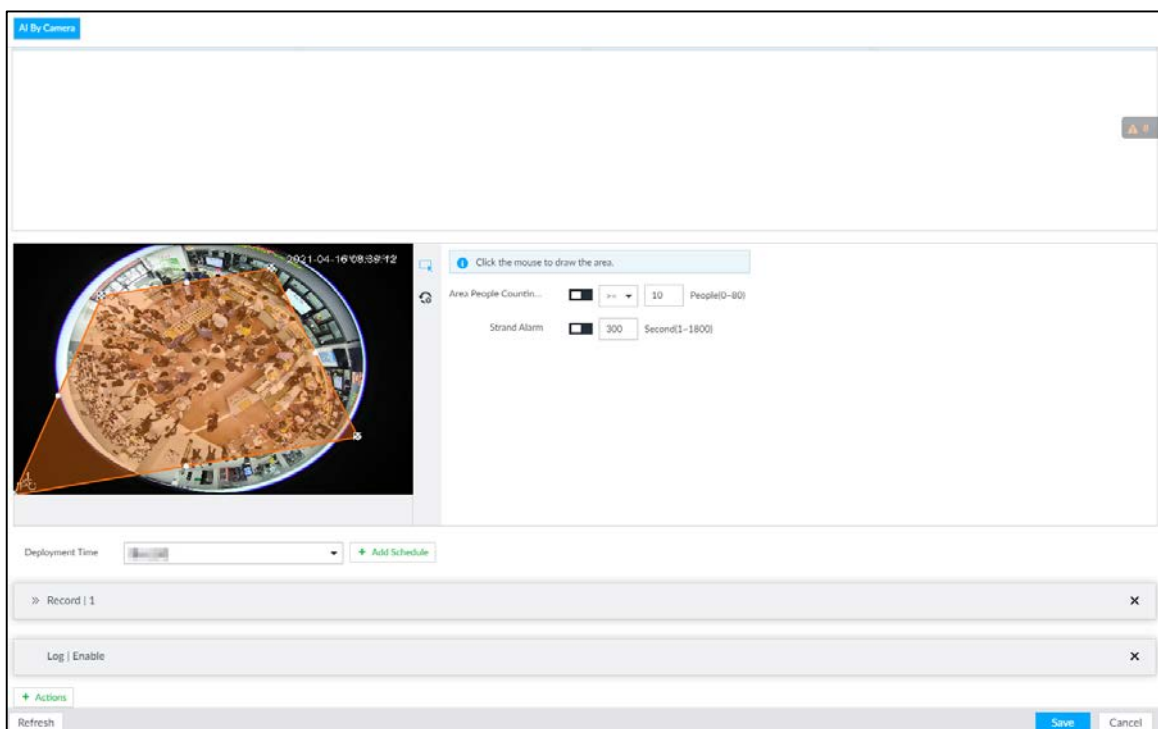 AI By Camera
8
2021-04-16 08:39:12
Click the mouse to draw the area.
Area People Countin... >= 10 People(0~80)
Strand Alarm 300 Second(1~1800)
Deployment Time + Add Schedule
Record | 1
Log | Enable
+ Actions
Refresh Save Cancel